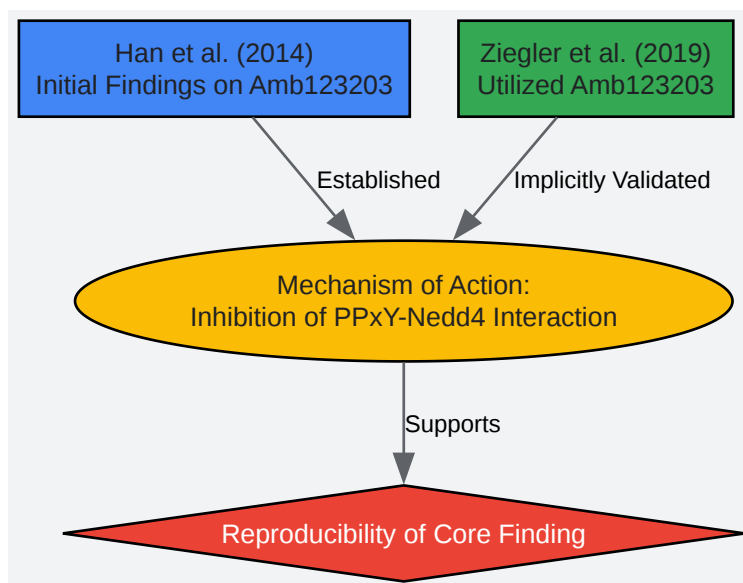 Han et al. (2014)
Initial Findings on Amb123203
Ziegler et al. (2019)
Utilized Amb123203
Established
Implicitly Validated
Mechanism of Action:
Inhibition of PPxY-Nedd4 Interaction
Supports
Reproducibility of Core Finding